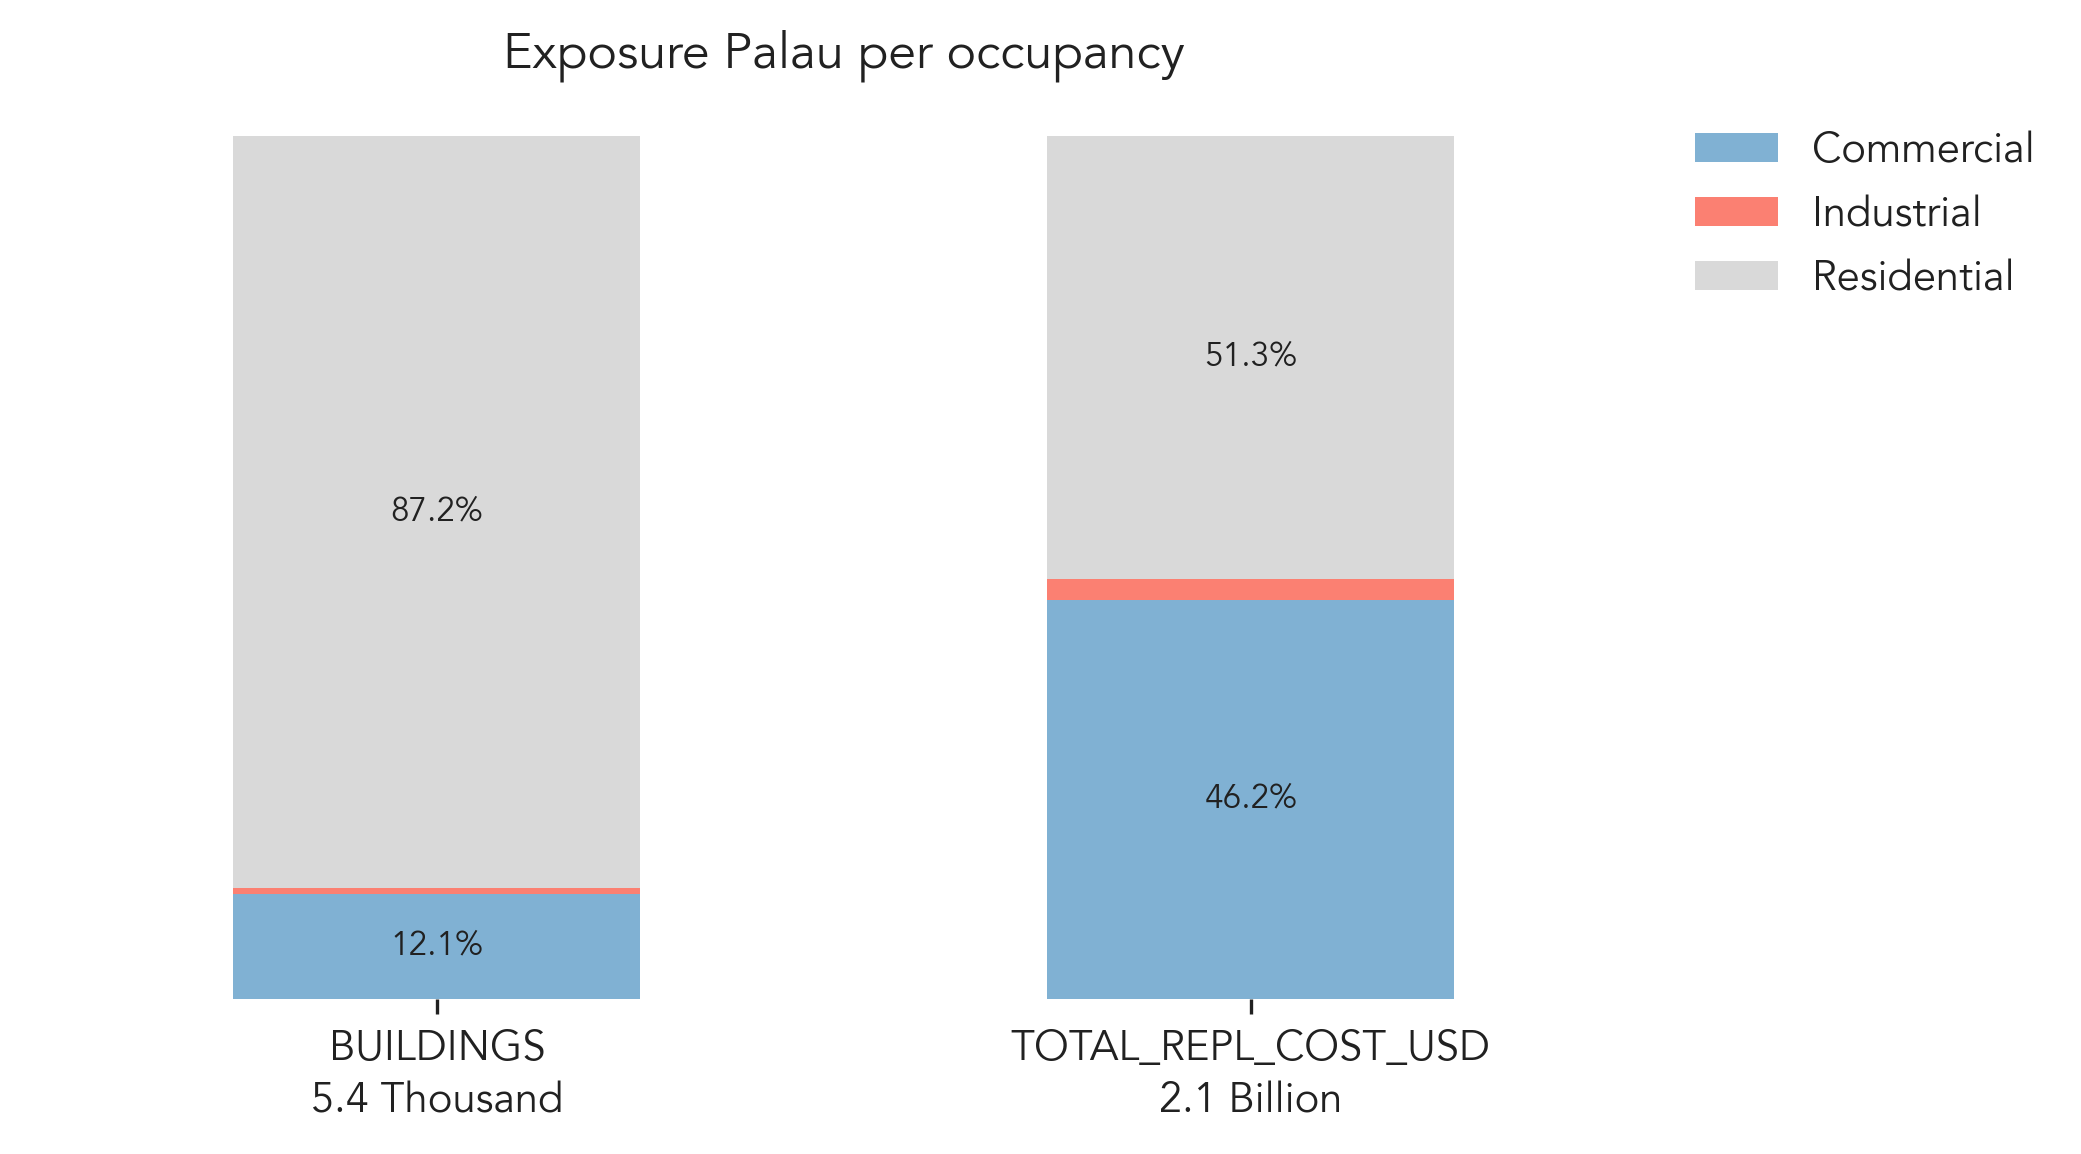 Exposure Palau per occupancy
Commercial
Industrial
Residential
51.3%
87.2%
46.2%
12.1%
BUILDINGS
5.4 Thousand
TOTAL_REPL_COST_USD
2.1 Billion